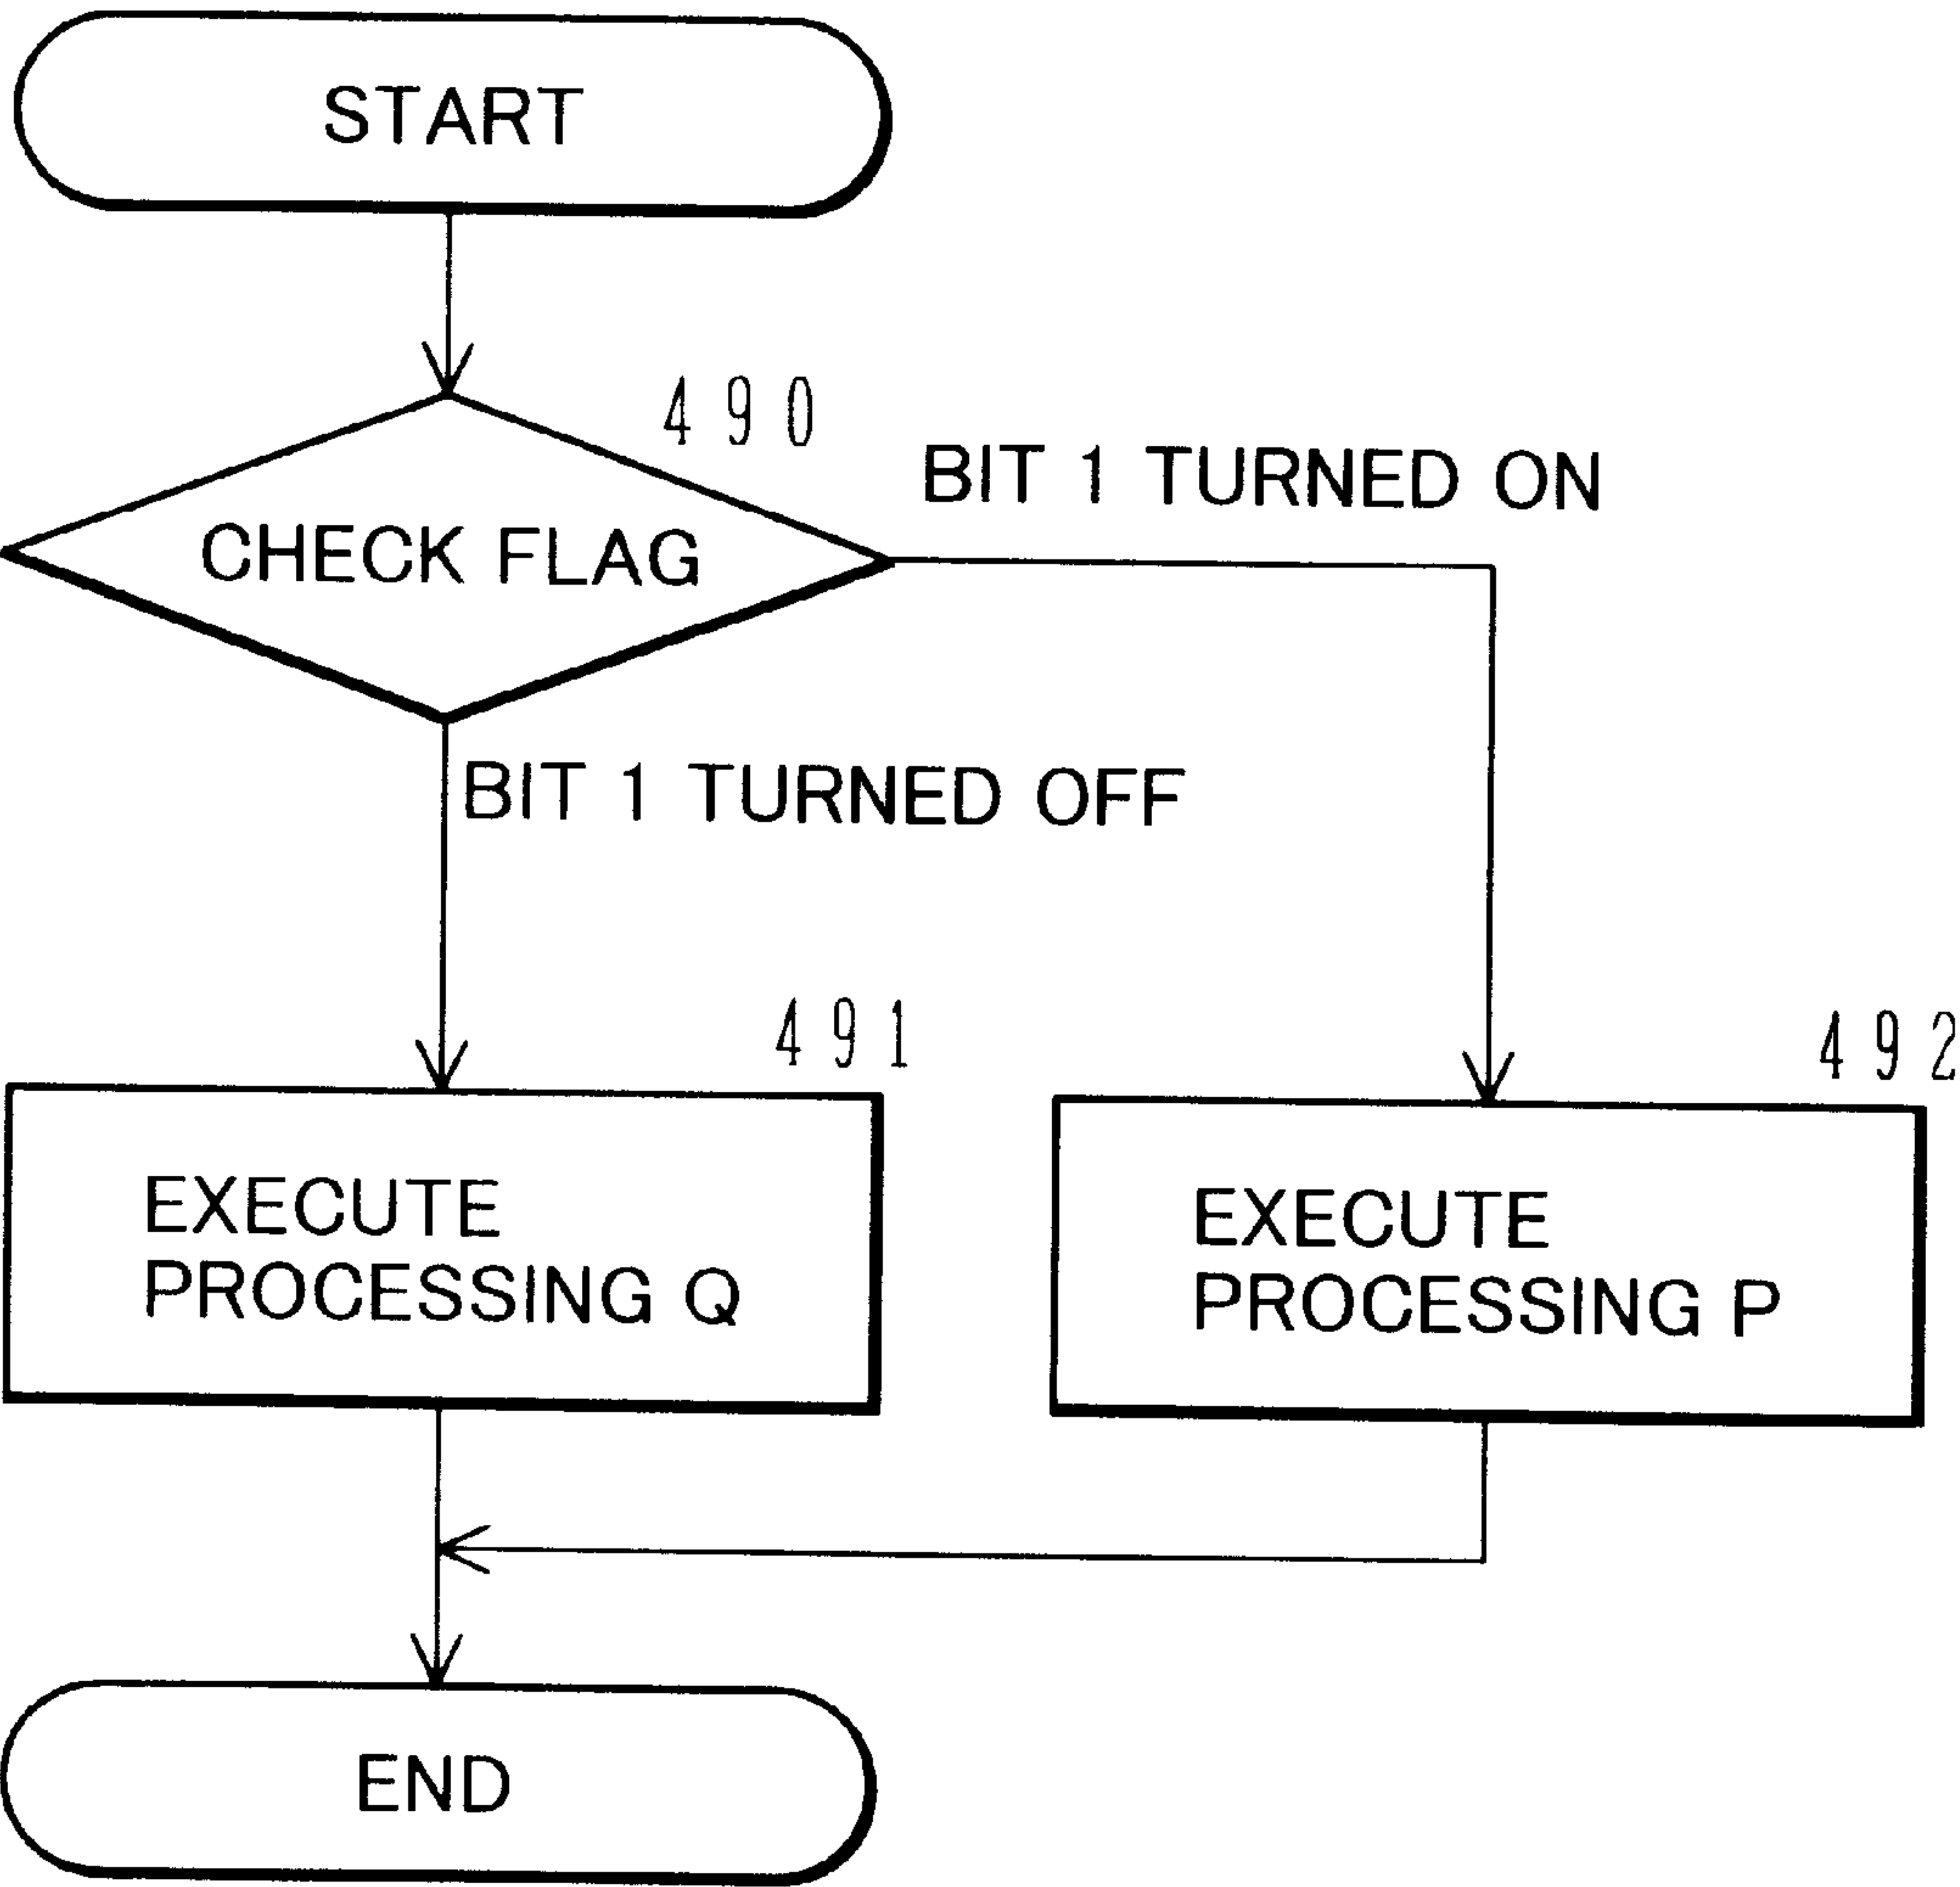 START
490
BIT 1 TURNED ON
CHECK FLAG
BIT 1 TURNED OFF
491
492
EXECUTE
PROCESSING Q
EXECUTE
PROCESSING P
END